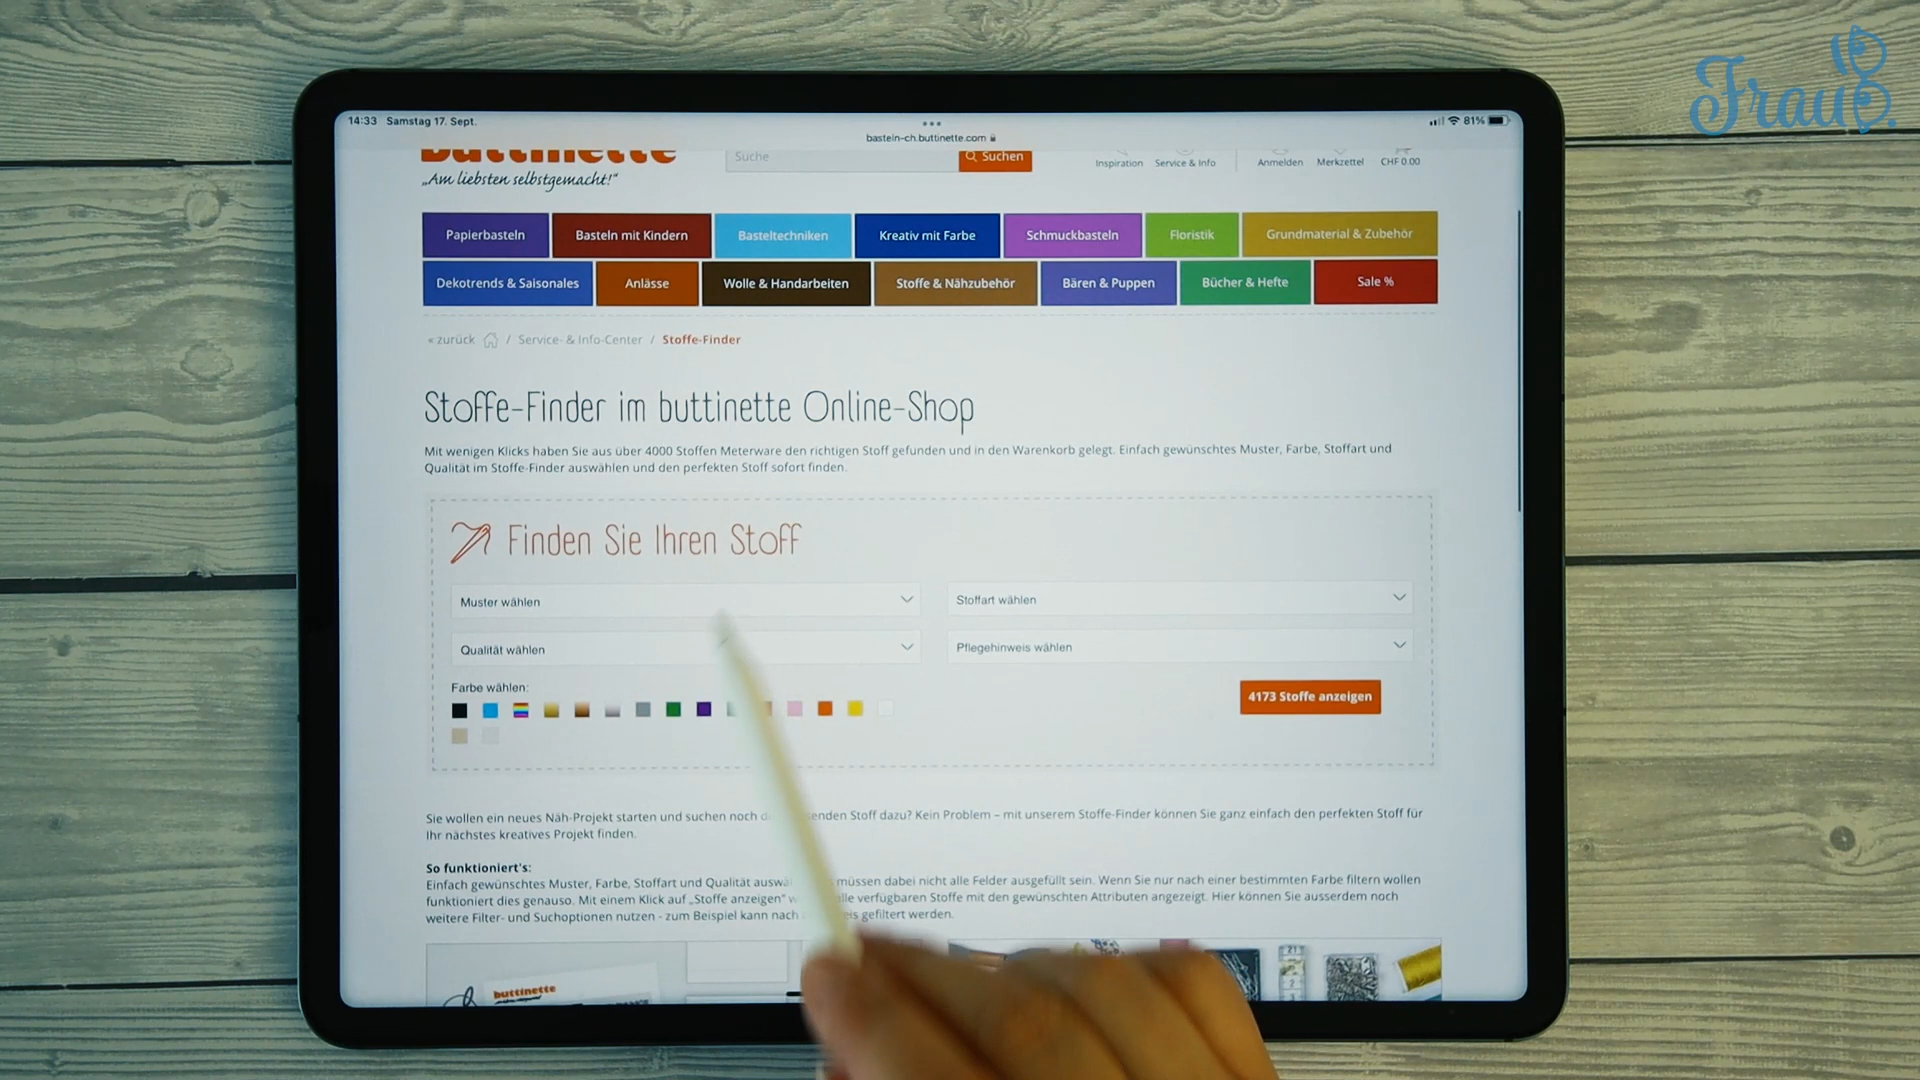 Frau B.
14:33 Samstag 17. Sept.
81%
basteln-ch.buttinette.com
buttinette
Suche
Suchen
Inspiration
Service & Info
Anmelden
Merkzettel
CHF 0.00
„Am liebsten selbstgemacht!“
Papierbasteln
Basteln mit Kindern
Basteltechniken
Kreativ mit Farbe
Schmuckbasteln
Floristik
Grundmaterial & Zubehör
Dekotrends & Saisonales
Anlässe
Wolle & Handarbeiten
Stoffe & Nähzubehör
Bären & Puppen
Bücher & Hefte
Sale %
« zurück / Service- & Info-Center / Stoffe-Finder
Stoffe-Finder im buttinette Online-Shop
Mit wenigen Klicks haben Sie aus über 4000 Stoffen Meterware den richtigen Stoff gefunden und in den Warenkorb gelegt. Einfach gewünschtes Muster, Farbe, Stoffart und
Qualität im Stoffe-Finder auswählen und den perfekten Stoff sofort finden.
Finden Sie Ihren Stoff
Muster wählen
Stoffart wählen
Qualität wählen
Pflegehinweis wählen
Farbe wählen:
4173 Stoffe anzeigen
Sie wollen ein neues Näh-Projekt starten und suchen noch d enden Stoff dazu? Kein Problem – mit unserem Stoffe-Finder können Sie ganz einfach den perfekten Stoff für
Ihr nächstes kreatives Projekt finden.
So funktioniert's:
Einfach gewünschtes Muster, Farbe, Stoffart und Qualität auswä müssen dabei nicht alle Felder ausgefüllt sein. Wenn Sie nur nach einer bestimmten Farbe filtern wollen
funktioniert dies genauso. Mit einem Klick auf „Stoffe anzeigen“ w alle verfügbaren Stoffe mit den gewünschten Attributen angezeigt. Hier können Sie ausserdem noch
weitere Filter- und Suchoptionen nutzen - zum Beispiel kann nach eis gefiltert werden.
buttinette